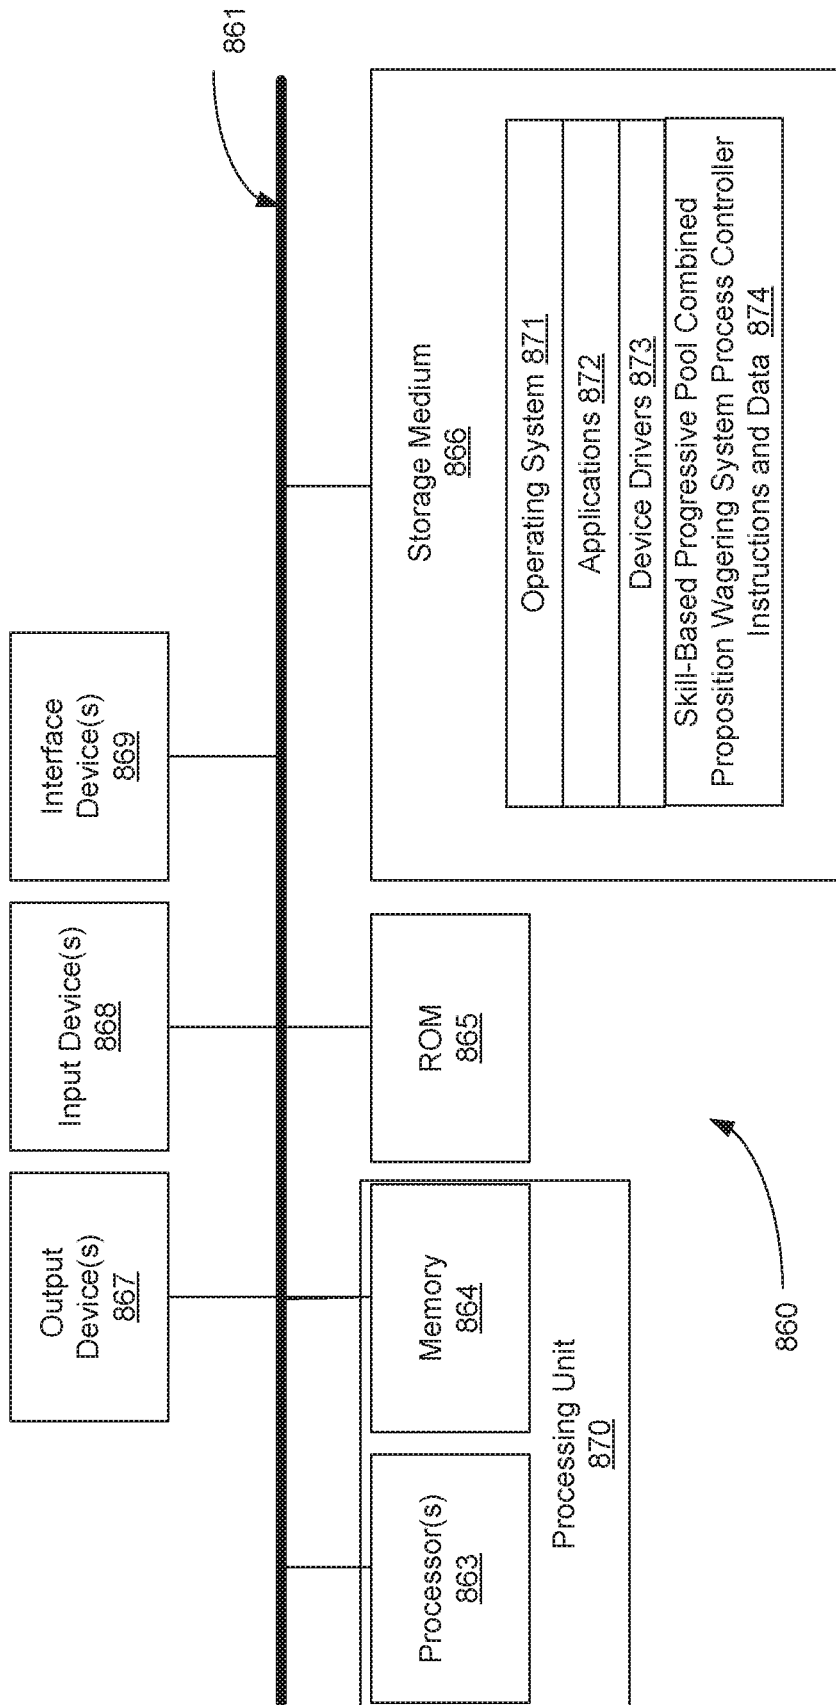 861
Output
Device(s)
867
Input Device(s)
868
Interface
Device(s)
869
Processor(s)
863
Memory
864
Processing Unit
870
ROM
865
Storage Medium
866
Operating System 871
Applications 872
Device Drivers 873
Skill-Based Progressive Pool Combined
Proposition Wagering System Process Controller
Instructions and Data 874
860